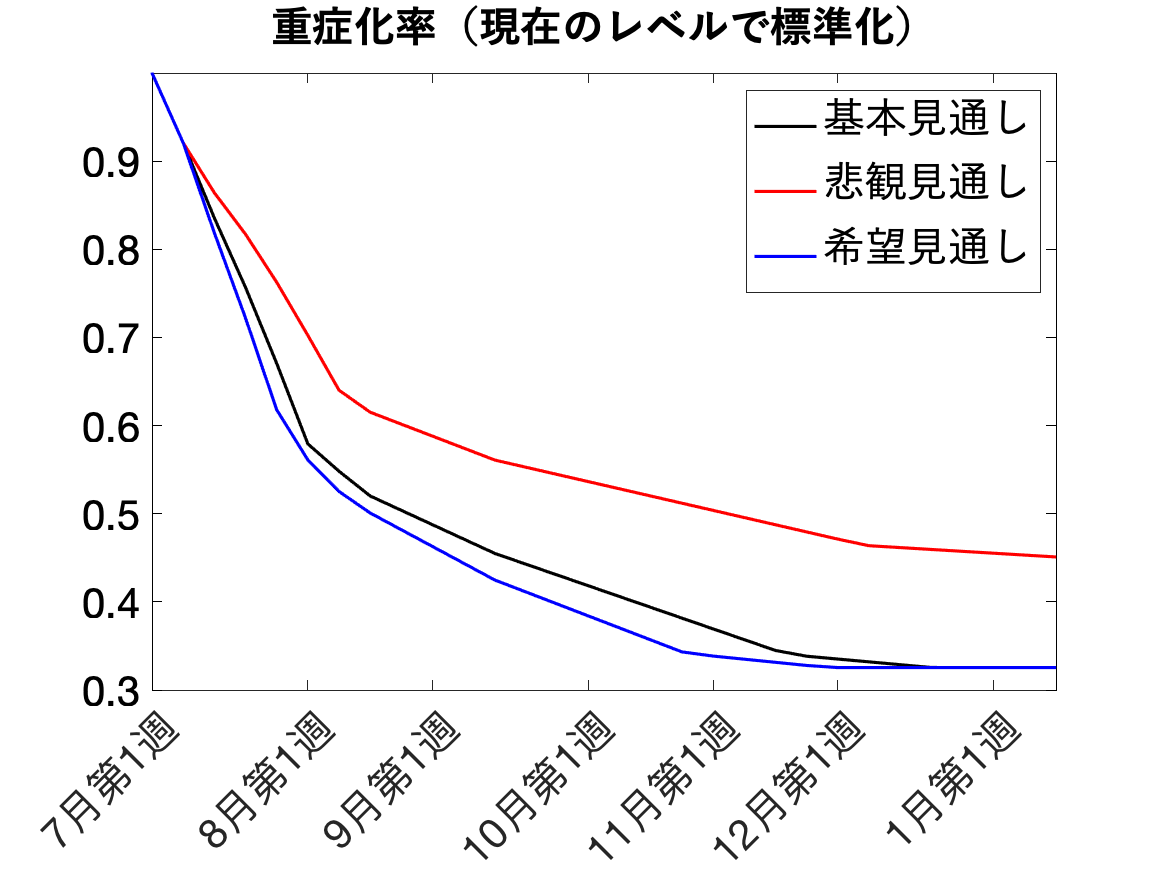 重症化率（現在のレベルで標準化）
基本見通し
悲観見通し
希望見通し
0.9
0.8
0.7
0.6
0.5
0.4
0.3
7月第1週
8月第1週
9月第1週
10月第1週
11月第1週
12月第1週
1月第1週